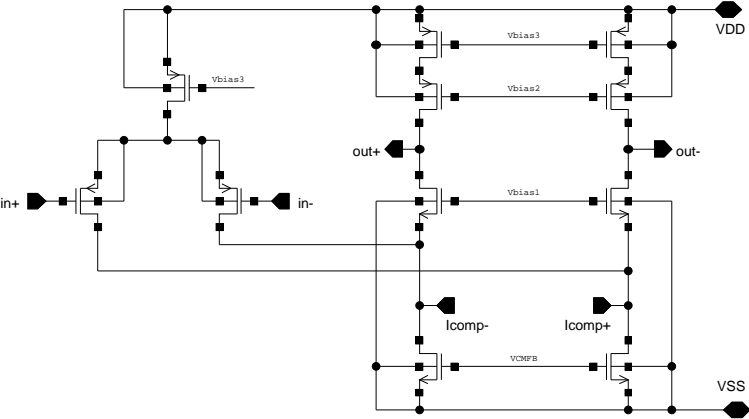 VDD
Vbias3
Vbias3
Vbias2
out+
out-
in+
in-
Vbias1
Icomp-
Icomp+
VCMFB
VSS